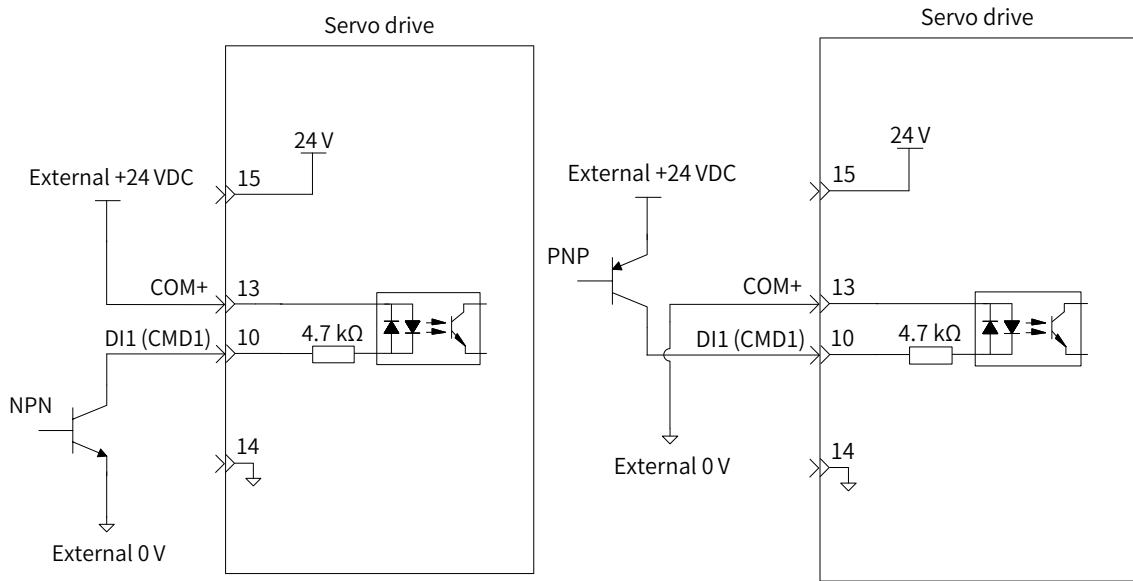 Servo drive
24 V
15
External +24 VDC
COM+
13
DI1 (CMD1)
10
4.7 kΩ
NPN
14
External 0 V
Servo drive
24 V
15
External +24 VDC
PNP
COM+
13
DI1 (CMD1)
10
4.7 kΩ
14
External 0 V